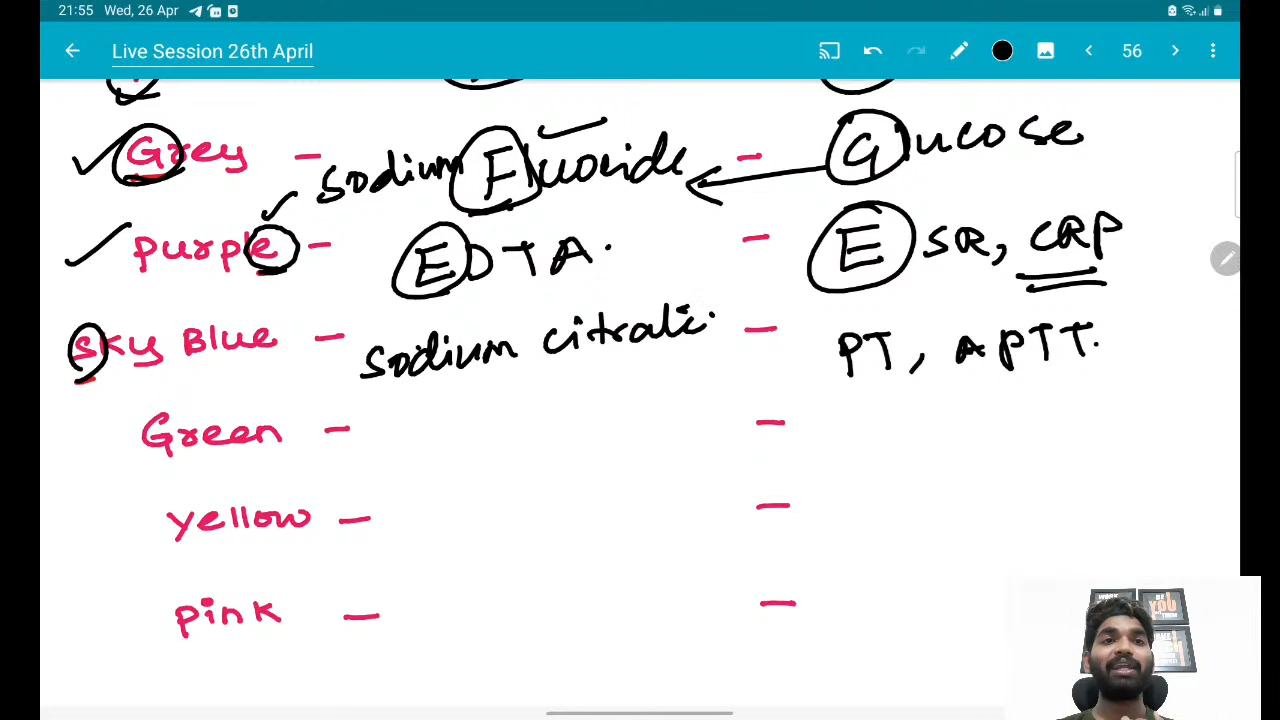 21:55 Wed, 26 Apr
Live Session 26th April
56
Grey - Sodium Fluoride - Glucose
purple - EDTA. - ESR, CRP
Sky Blue - Sodium citrate. - PT, APTT.
Green - -
yellow - -
pink - -